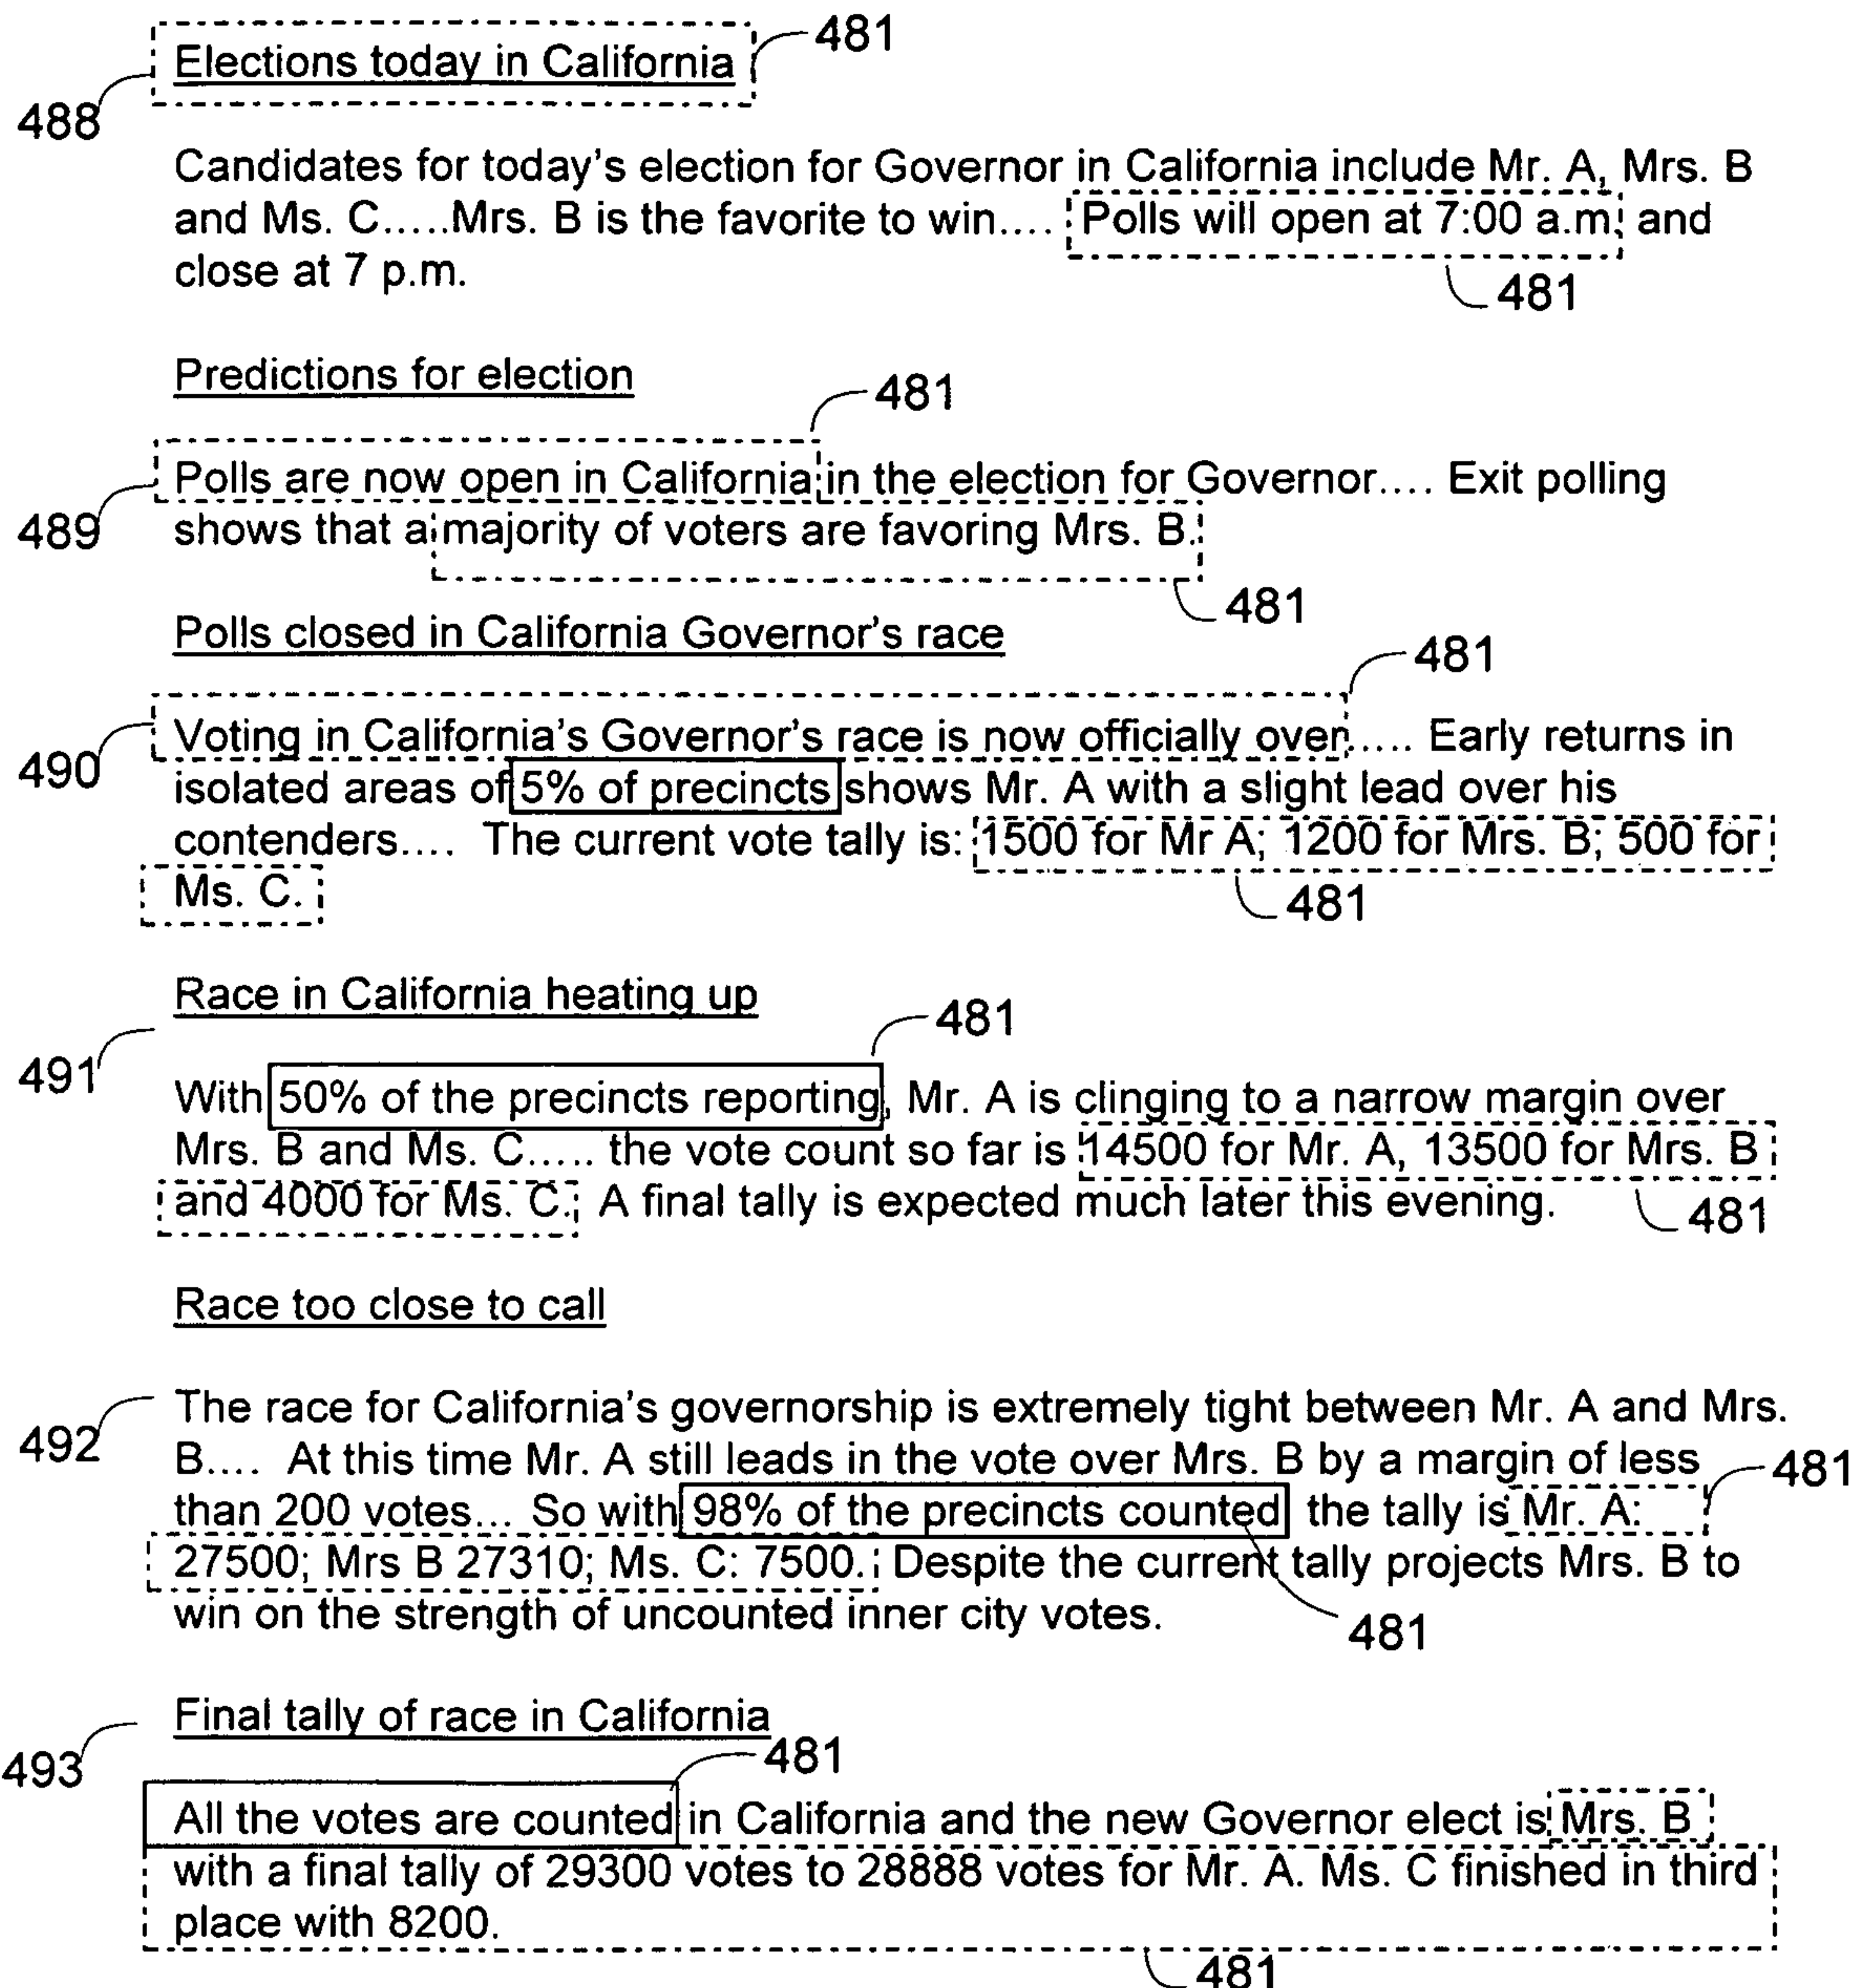 481
Elections today in California
488
Candidates for today's election for Governor in California include Mr. A, Mrs. B
and Ms. C.....Mrs. B is the favorite to win.... Polls will open at 7:00 a.m. and
close at 7 p.m.
481
Predictions for election
481
Polls are now open in California in the election for Governor.... Exit polling
489
shows that a majority of voters are favoring Mrs. B.
481
Polls closed in California Governor's race
481
Voting in California's Governor's race is now officially over..... Early returns in
490
isolated areas of 5% of precincts shows Mr. A with a slight lead over his
contenders.... The current vote tally is: 1500 for Mr A; 1200 for Mrs. B; 500 for
Ms. C.
481
Race in California heating up
481
491
With 50% of the precincts reporting, Mr. A is clinging to a narrow margin over
Mrs. B and Ms. C..... the vote count so far is 14500 for Mr. A, 13500 for Mrs. B
and 4000 for Ms. C. A final tally is expected much later this evening.
481
Race too close to call
The race for California's governorship is extremely tight between Mr. A and Mrs.
492
B.... At this time Mr. A still leads in the vote over Mrs. B by a margin of less
481
than 200 votes... So with 98% of the precincts counted the tally is Mr. A:
27500; Mrs B 27310; Ms. C: 7500. Despite the current tally projects Mrs. B to
win on the strength of uncounted inner city votes.
481
Final tally of race in California
493
481
All the votes are counted in California and the new Governor elect is Mrs. B
with a final tally of 29300 votes to 28888 votes for Mr. A. Ms. C finished in third
place with 8200.
481